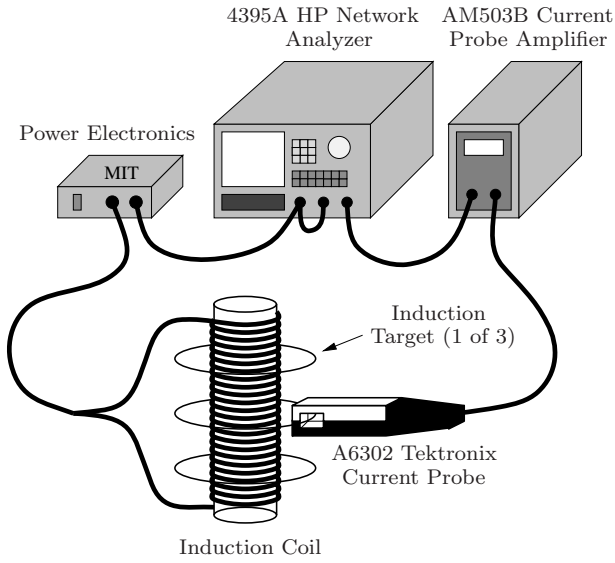 4395A HP Network
Analyzer
AM503B Current
Probe Amplifier
Power Electronics
MIT
Induction
Target (1 of 3)
A6302 Tektronix
Current Probe
Induction Coil